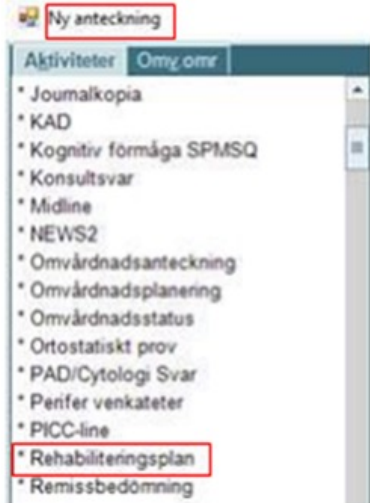 Ny anteckning
Aktiviteter Omv omr
* Journalkopia
* KAD
* Kognitiv förmåga SPMSQ
* Konsultsvar
* Midline
* NEWS2
* Omvårdnadsanteckning
* Omvårdnadsplanering
* Omvårdnadsstatus
* Ortostatiskt prov
* PAD/Cytologi Svar
* Perifer venkateter
* PICC-line
* Rehabiliteringsplan
* Remissbedömning